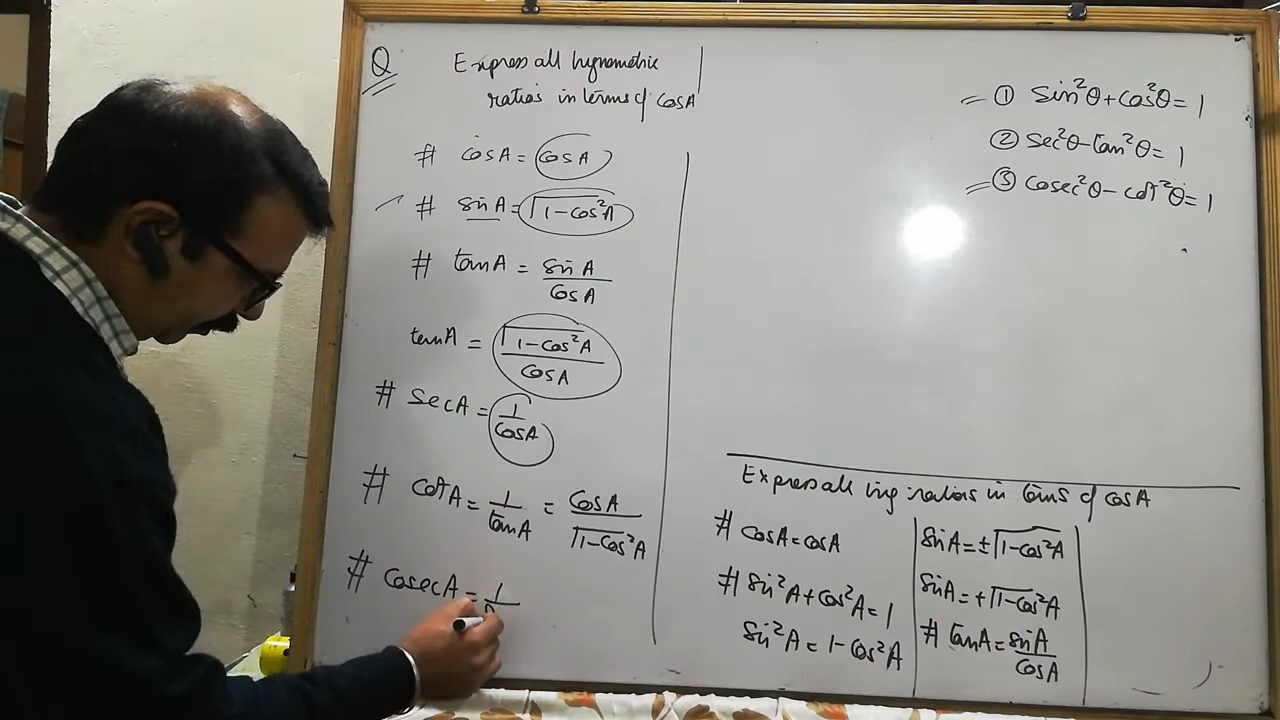 Q Express all trignometric
ratios in terms of cosA
# cosA = cosA
# sinA = √1-cos²A
# tanA = sinA / cosA
tanA = √1-cos²A / cosA
# secA = 1 / cosA
# cotA = 1 / tanA = cosA / √1-cos²A
# cosecA = 1 /
① sin²θ + cos²θ = 1
② sec²θ - tan²θ = 1
③ cosec²θ - cot²θ = 1
Express all trig ratios in terms of cosA
# cosA = cosA
# sin²A + cos²A = 1
sin²A = 1 - cos²A
sinA = ± √1-cos²A
sinA = + √1-cos²A
# tanA = sinA / cosA